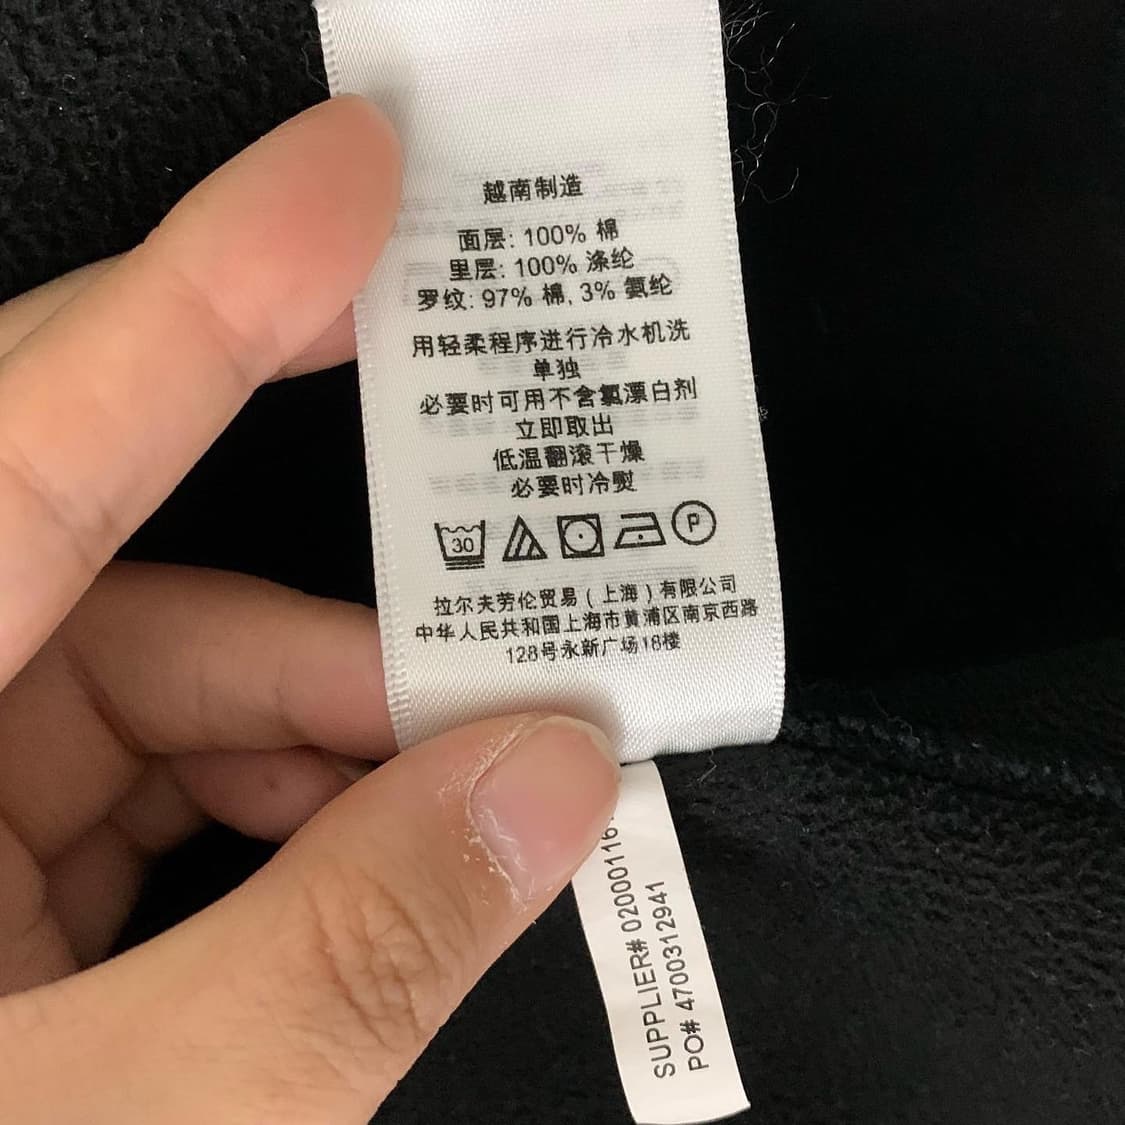 越南制造
面层: 100% 棉
里层: 100% 涤纶
罗纹: 97% 棉, 3% 氨纶
用轻柔程序进行冷水机洗
单独
必要时可用不含氯漂白剂
立即取出
低温翻滚干燥
必要时冷熨
30
P
拉尔夫劳伦贸易（上海）有限公司
中华人民共和国上海市黄浦区南京西路
128号永新广场18楼
SUPPLIER# 02000116
PO# 4700312941